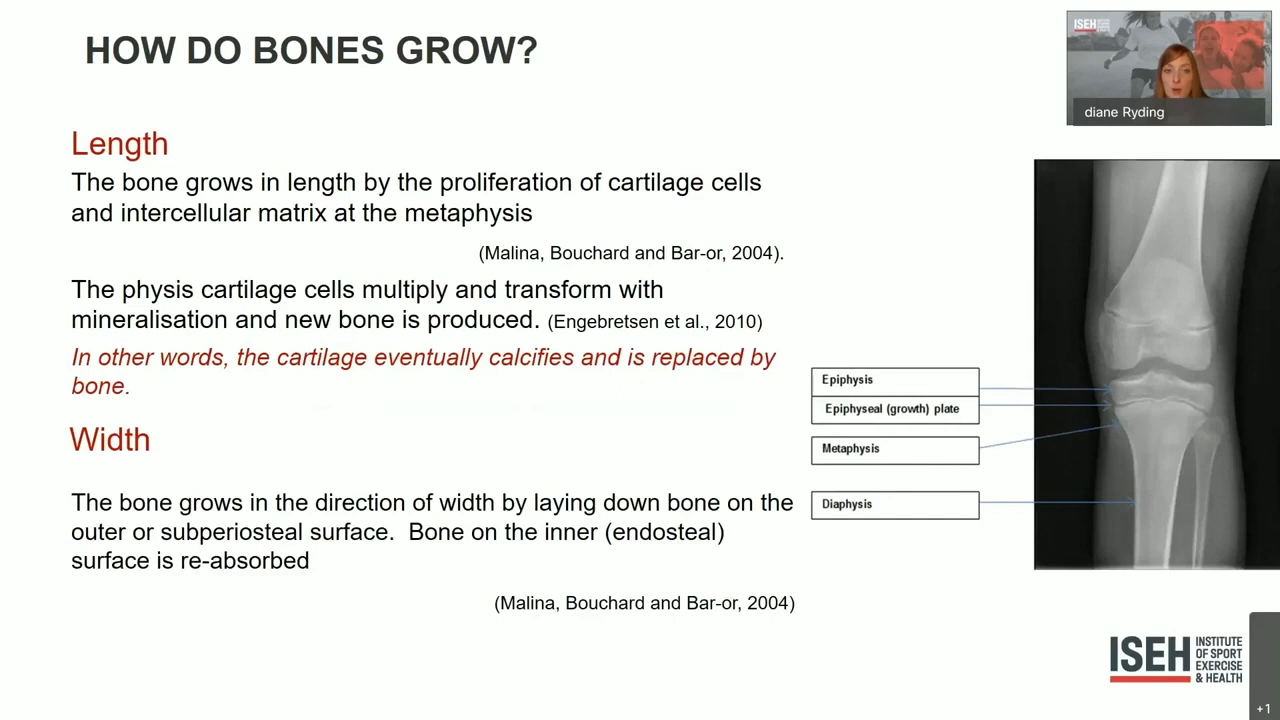 HOW DO BONES GROW?
ISEH
diane Ryding
Length
The bone grows in length by the proliferation of cartilage cells
and intercellular matrix at the metaphysis
(Malina, Bouchard and Bar-or, 2004).
The physis cartilage cells multiply and transform with
mineralisation and new bone is produced. (Engebretsen et al., 2010)
In other words, the cartilage eventually calcifies and is replaced by
bone.
Epiphysis
Epiphyseal (growth) plate
Metaphysis
Diaphysis
Width
The bone grows in the direction of width by laying down bone on the
outer or subperiosteal surface. Bone on the inner (endosteal)
surface is re-absorbed
(Malina, Bouchard and Bar-or, 2004)
ISEH
INSTITUTE
OF SPORT
EXERCISE
& HEALTH
+1